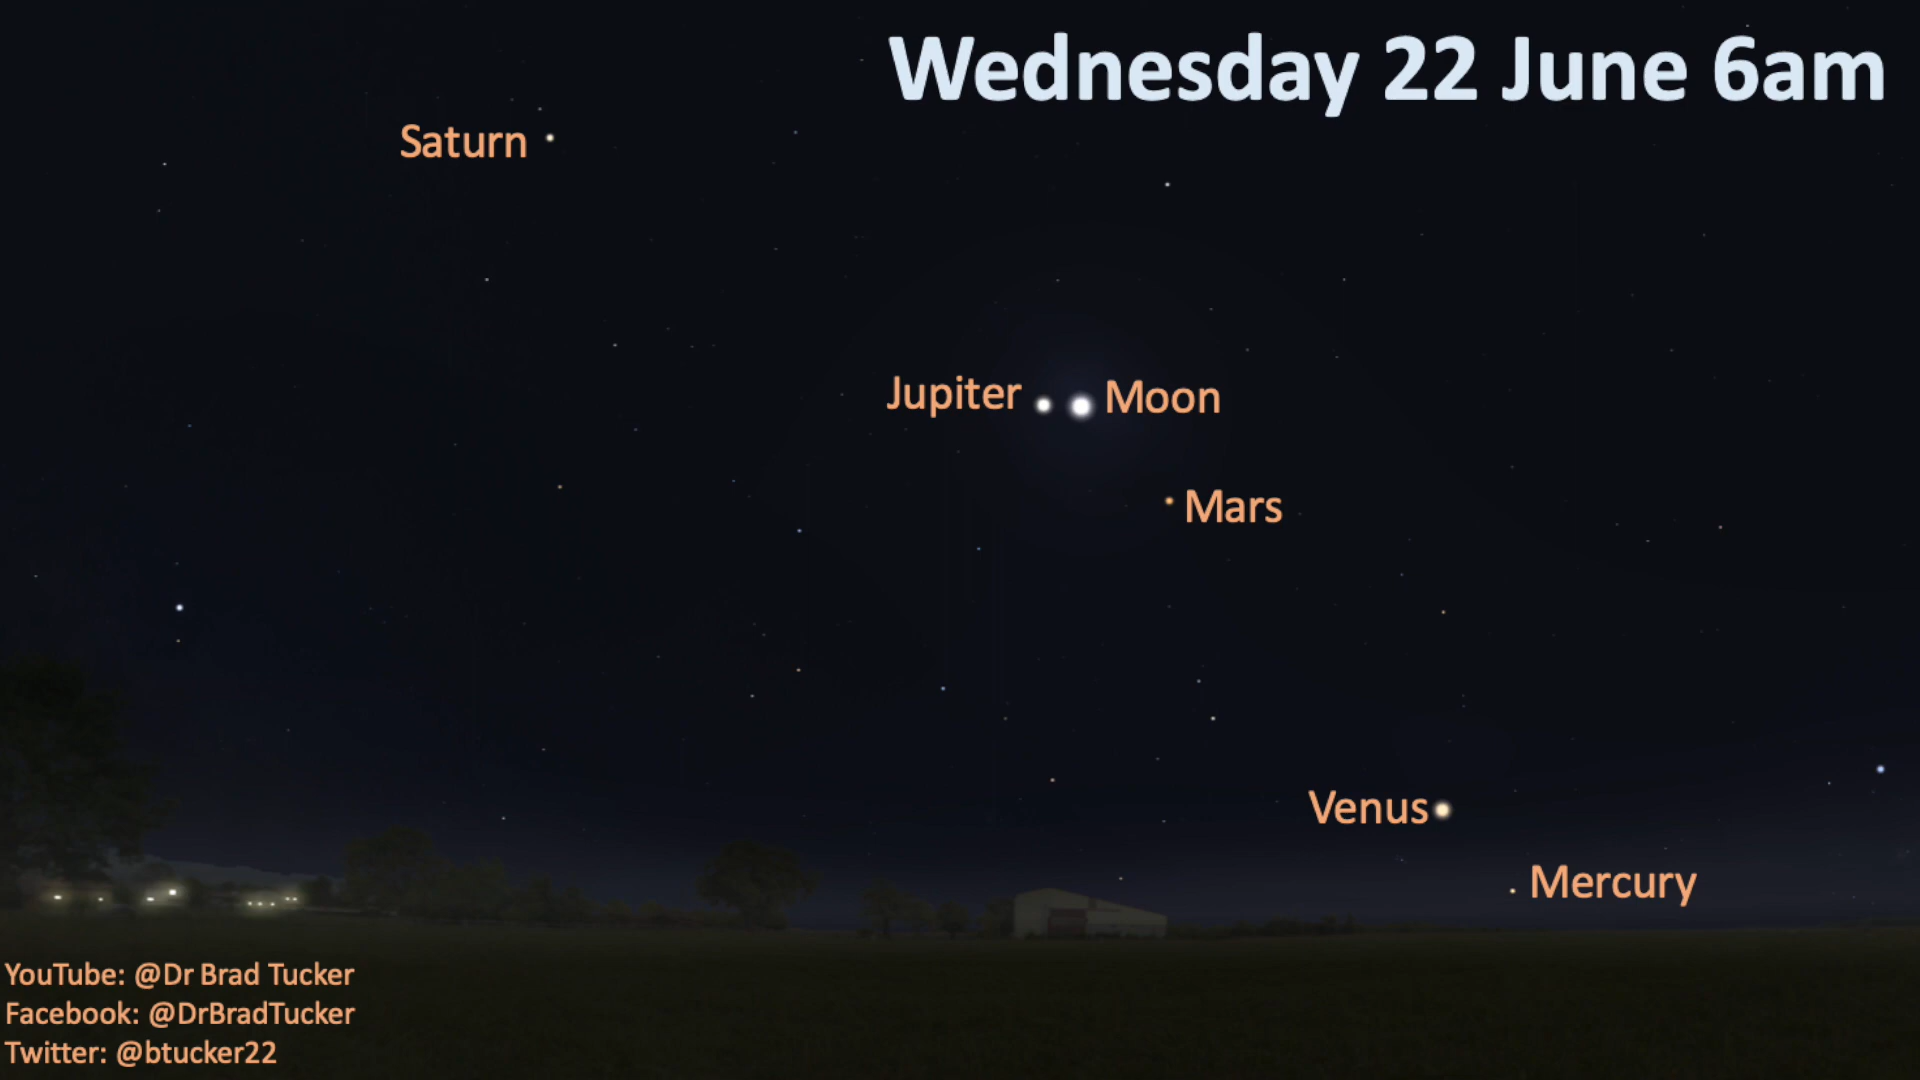 Wednesday 22 June 6am
Saturn
Jupiter
Moon
Mars
Venus
Mercury
YouTube: @Dr Brad Tucker
Facebook: @DrBradTucker
Twitter: @btucker22